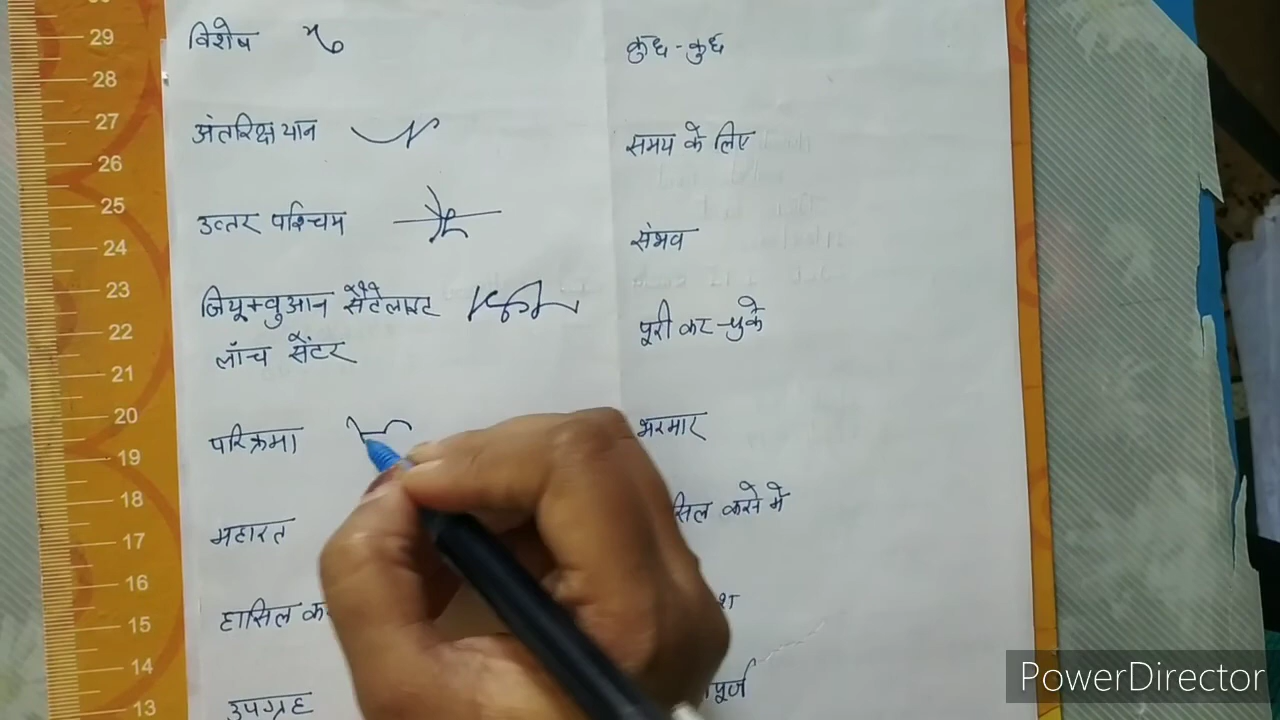 29
विशेष
कुछ - कुछ
28
27
अंतरिक्ष यान
समय के लिए
26
25
उत्तर पश्चिम
24
संभव
23
जियूक्वुआन सैटेलाइट
22
पूरी कर चुके
लॉंच सेंटर
21
20
परिक्रमा
भरमार
19
18
महारत
सिल करने में
17
16
हासिल कर
15
14
उपग्रह
13
PowerDirector